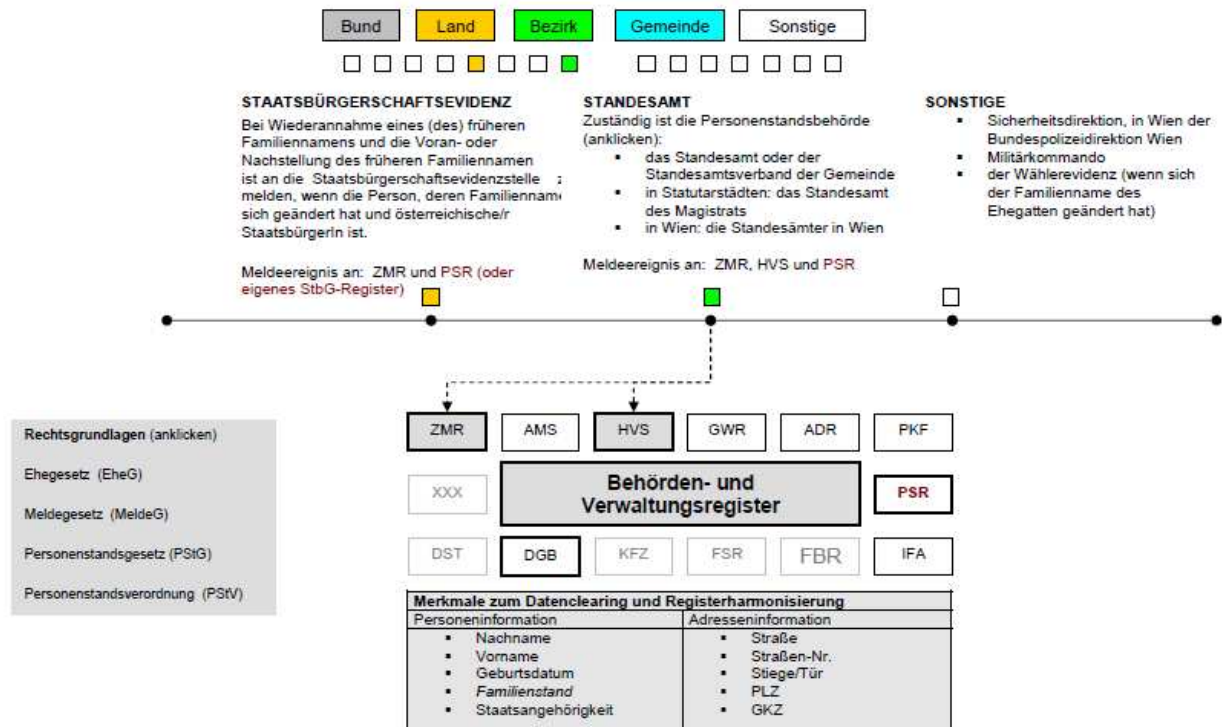 Bund Land Bezirk Gemeinde Sonstige
STAATSBÜRGERSCHAFTSEVIDENZ
Bei Wiederannahme eines (des) früheren
Familiennamens und die Voran- oder
Nachstellung des früheren Familiennamen
ist an die Staatsbürgerschaftsevidenzstelle z
melden, wenn die Person, deren Familienname
sich geändert hat und österreichische/r
StaatsbürgerIn ist.
Meldeereignis an: ZMR und PSR (oder
eigenes StbG-Register)
STANDESAMT
Zuständig ist die Personenstandsbehörde
(anklicken):
▪ das Standesamt oder der
Standesamtsverband der Gemeinde
▪ in Statutarstädten: das Standesamt
des Magistrats
▪ in Wien: die Standesämter in Wien
Meldeereignis an: ZMR, HVS und PSR
SONSTIGE
▪ Sicherheitsdirektion, in Wien der
Bundespolizeidirektion Wien
▪ Militärkommando
▪ der Wählerevidenz (wenn sich
der Familienname des
Ehegatten geändert hat)
Rechtsgrundlagen (anklicken)
Ehegesetz (EheG)
Meldegesetz (MeldeG)
Personenstandsgesetz (PStG)
Personenstandsverordnung (PStV)
ZMR AMS HVS GWR ADR PKF
XXX Behörden- und PSR
Verwaltungsregister
DST DGB KFZ FSR FBR IFA
Merkmale zum Datenclearing und Registerharmonisierung
Personeninformation
▪ Nachname
▪ Vorname
▪ Geburtsdatum
▪ Familienstand
▪ Staatsangehörigkeit
Adresseninformation
▪ Straße
▪ Straßen-Nr.
▪ Stiege/Tür
▪ PLZ
▪ GKZ